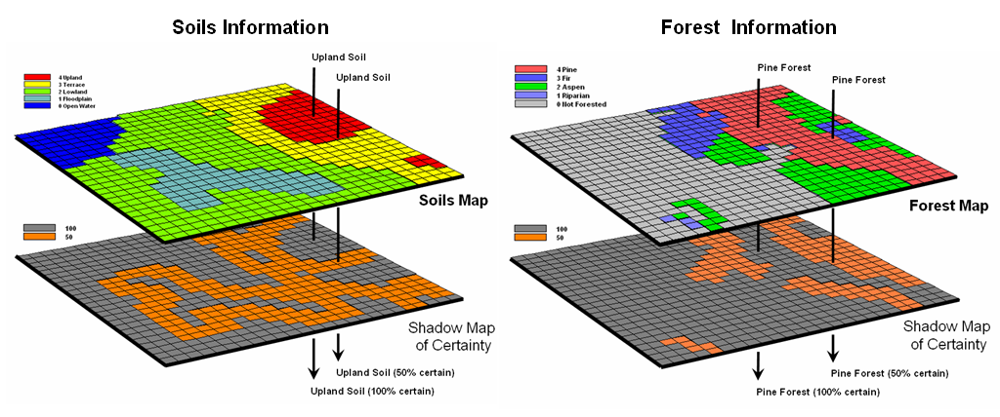 Soils Information
Upland Soil
Upland Soil
4 Upland
3 Terrace
2 Lowland
1 Floodplain
0 Open Water
Soils Map
100
50
Shadow Map
of Certainty
Upland Soil (50% certain)
Upland Soil (100% certain)
Forest Information
Pine Forest
Pine Forest
4 Pine
3 Fir
2 Aspen
1 Riparian
0 Not Forested
Forest Map
100
50
Shadow Map
of Certainty
Pine Forest (50% certain)
Pine Forest (100% certain)